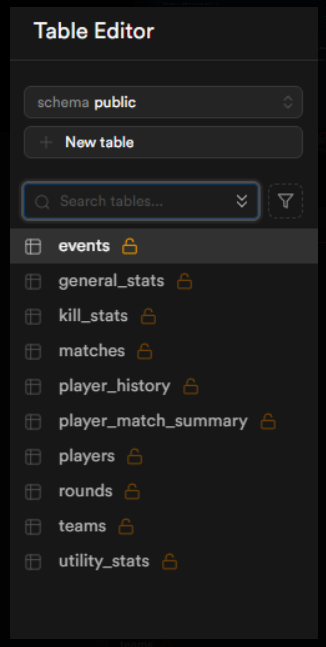 Table Editor
schema public
New table
Search tables...
events
general_stats
kill_stats
matches
player_history
player_match_summary
players
rounds
teams
utility_stats